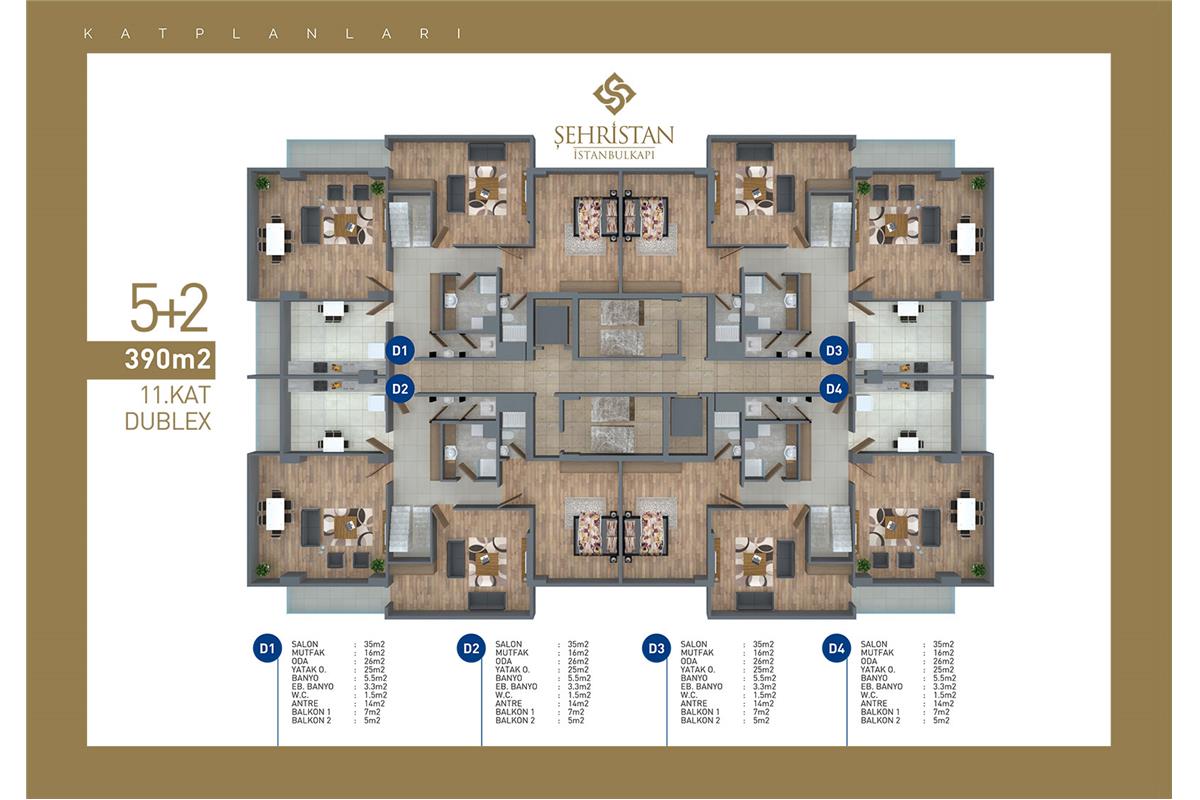 KAT PLANLARI
ŞEHRİSTAN
İSTANBULKAPI
5+2
390m2
11.KAT
DUBLEX
D1
D3
D2
D4
D1
SALON : 35m2
MUTFAK : 16m2
ODA : 26m2
YATAK O. : 25m2
BANYO : 5.5m2
EB. BANYO : 3.3m2
W.C. : 1.5m2
ANTRE : 14m2
BALKON 1 : 7m2
BALKON 2 : 5m2
D2
SALON : 35m2
MUTFAK : 16m2
ODA : 26m2
YATAK O. : 25m2
BANYO : 5.5m2
EB. BANYO : 3.3m2
W.C. : 1.5m2
ANTRE : 14m2
BALKON 1 : 7m2
BALKON 2 : 5m2
D3
SALON : 35m2
MUTFAK : 16m2
ODA : 26m2
YATAK O. : 25m2
BANYO : 5.5m2
EB. BANYO : 3.3m2
W.C. : 1.5m2
ANTRE : 14m2
BALKON 1 : 7m2
BALKON 2 : 5m2
D4
SALON : 35m2
MUTFAK : 16m2
ODA : 26m2
YATAK O. : 25m2
BANYO : 5.5m2
EB. BANYO : 3.3m2
W.C. : 1.5m2
ANTRE : 14m2
BALKON 1 : 7m2
BALKON 2 : 5m2